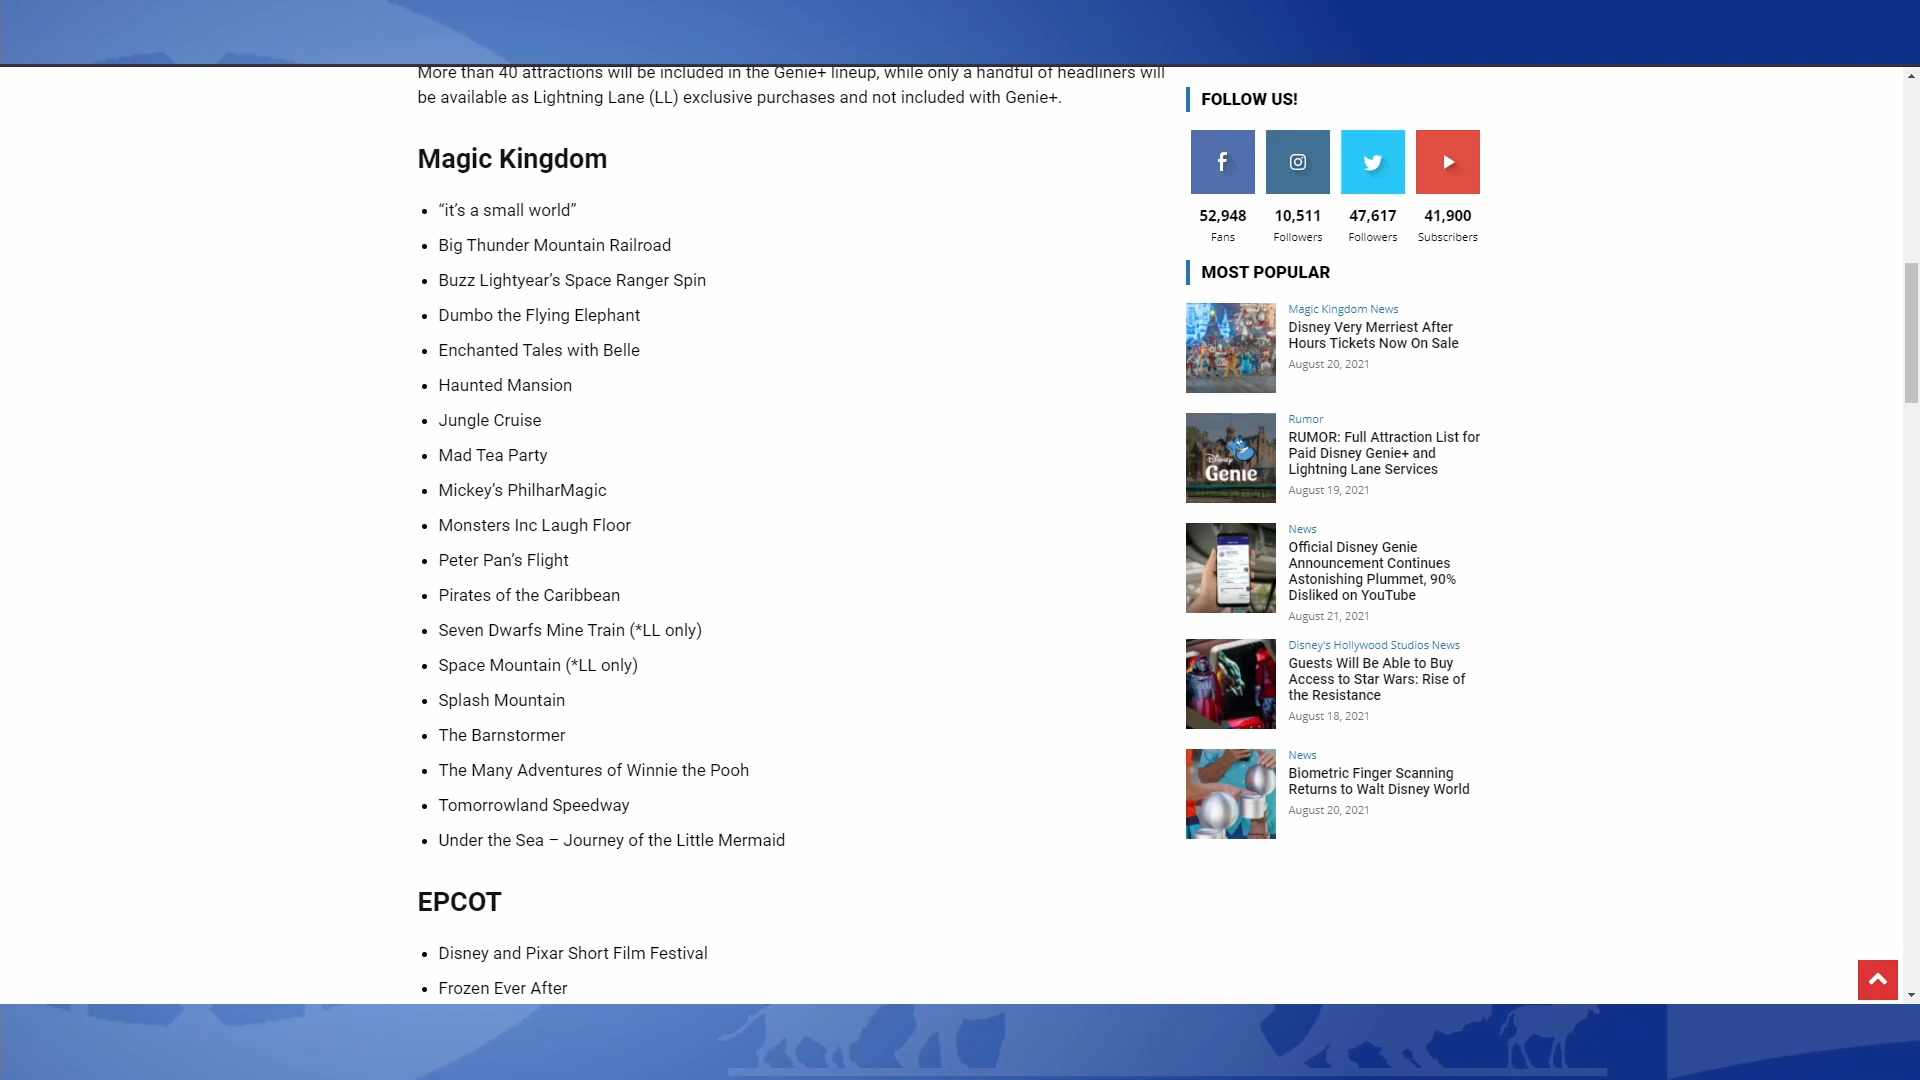 More than 40 attractions will be included in the Genie+ lineup, while only a handful of headliners will
be available as Lightning Lane (LL) exclusive purchases and not included with Genie+.
Magic Kingdom
“it’s a small world”
Big Thunder Mountain Railroad
Buzz Lightyear’s Space Ranger Spin
Dumbo the Flying Elephant
Enchanted Tales with Belle
Haunted Mansion
Jungle Cruise
Mad Tea Party
Mickey’s PhilharMagic
Monsters Inc Laugh Floor
Peter Pan’s Flight
Pirates of the Caribbean
Seven Dwarfs Mine Train (*LL only)
Space Mountain (*LL only)
Splash Mountain
The Barnstormer
The Many Adventures of Winnie the Pooh
Tomorrowland Speedway
Under the Sea – Journey of the Little Mermaid
EPCOT
Disney and Pixar Short Film Festival
Frozen Ever After
FOLLOW US!
52,948 10,511 47,617 41,900
Fans Followers Followers Subscribers
MOST POPULAR
Magic Kingdom News
Disney Very Merriest After
Hours Tickets Now On Sale
August 20, 2021
Disney
Genie
Rumor
RUMOR: Full Attraction List for
Paid Disney Genie+ and
Lightning Lane Services
August 19, 2021
News
Official Disney Genie
Announcement Continues
Astonishing Plummet, 90%
Disliked on YouTube
August 21, 2021
Disney's Hollywood Studios News
Guests Will Be Able to Buy
Access to Star Wars: Rise of
the Resistance
August 18, 2021
News
Biometric Finger Scanning
Returns to Walt Disney World
August 20, 2021